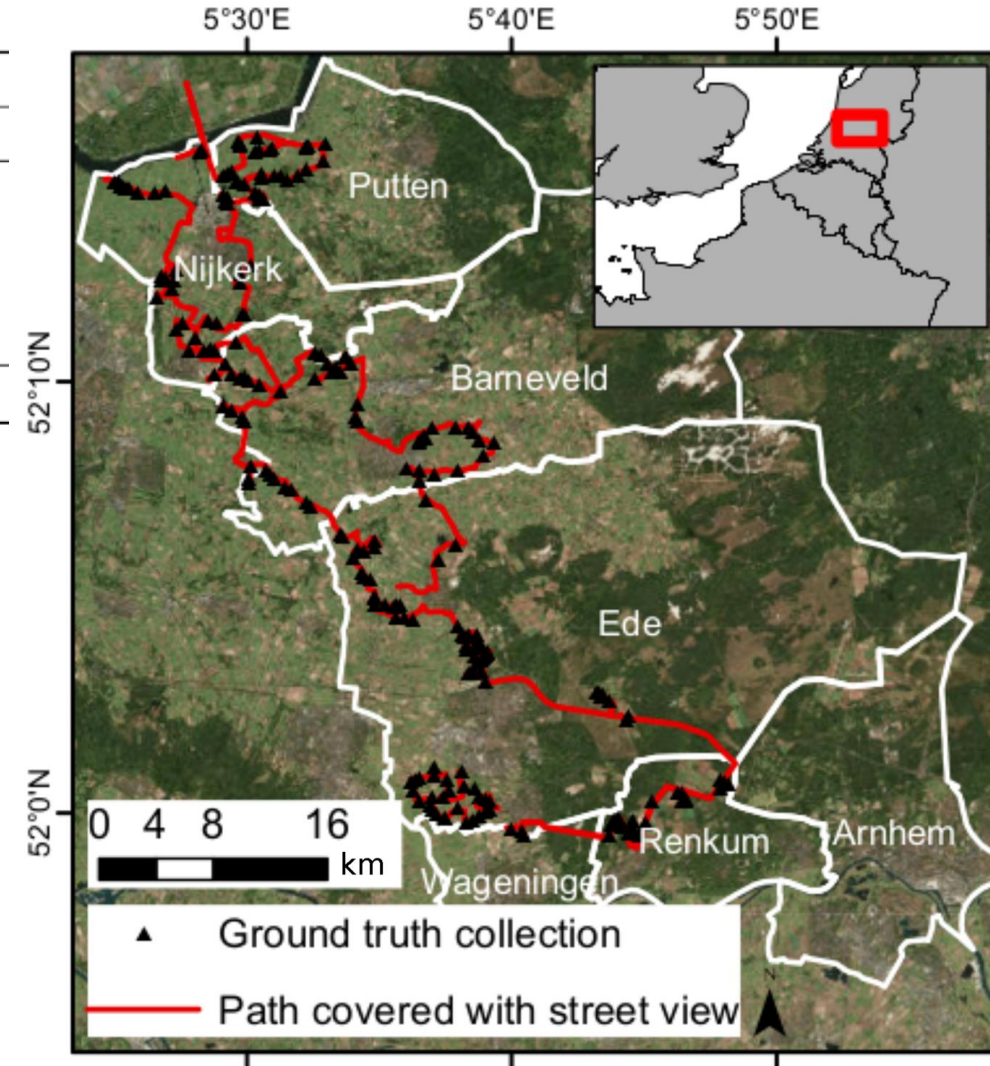 5°30'E 5°40'E 5°50'E
Putten
Nijkerk
52°10'N
Barneveld
Ede
52°0'N
0 4 8 16
km
Renkum
Arnhem
Wageningen
Ground truth collection
Path covered with street view
N